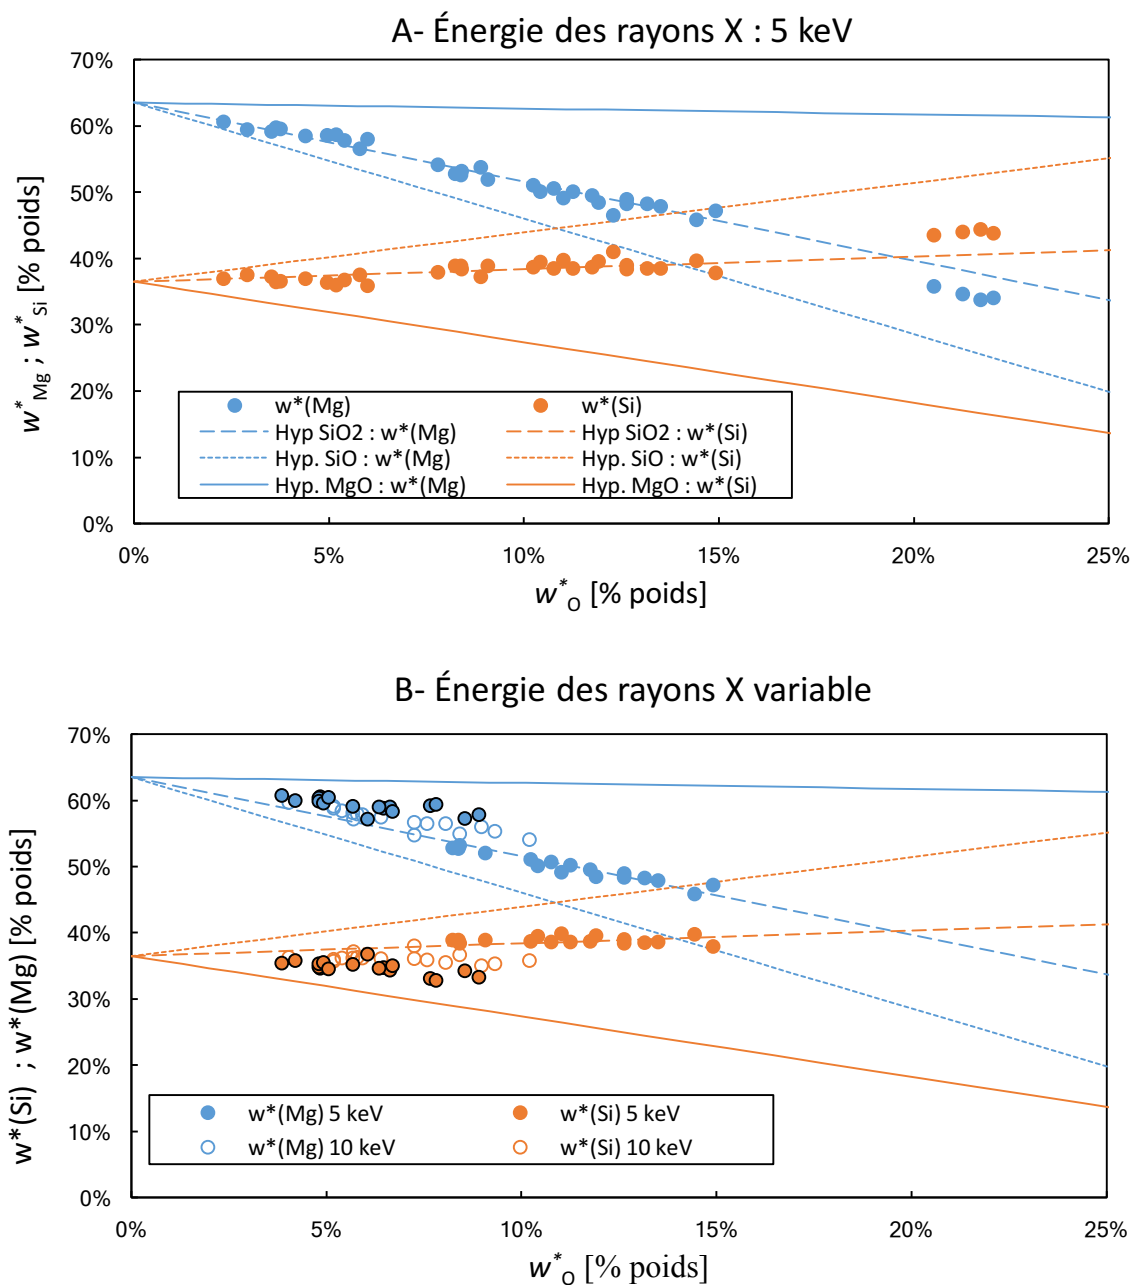 A- Énergie des rayons X : 5 keV
70%
60%
50%
40%
30%
20%
10%
0%
w*Mg ; w*Si [% poids]
w*(Mg) w*(Si)
Hyp SiO2 : w*(Mg) Hyp SiO2 : w*(Si)
Hyp. SiO : w*(Mg) Hyp. SiO : w*(Si)
Hyp. MgO : w*(Mg) Hyp. MgO : w*(Si)
0% 5% 10% 15% 20% 25%
w*O [% poids]
B- Énergie des rayons X variable
70%
60%
50%
40%
30%
20%
10%
0%
w*(Si) ; w*(Mg) [% poids]
w*(Mg) 5 keV w*(Si) 5 keV
w*(Mg) 10 keV w*(Si) 10 keV
0% 5% 10% 15% 20% 25%
w*O [% poids]